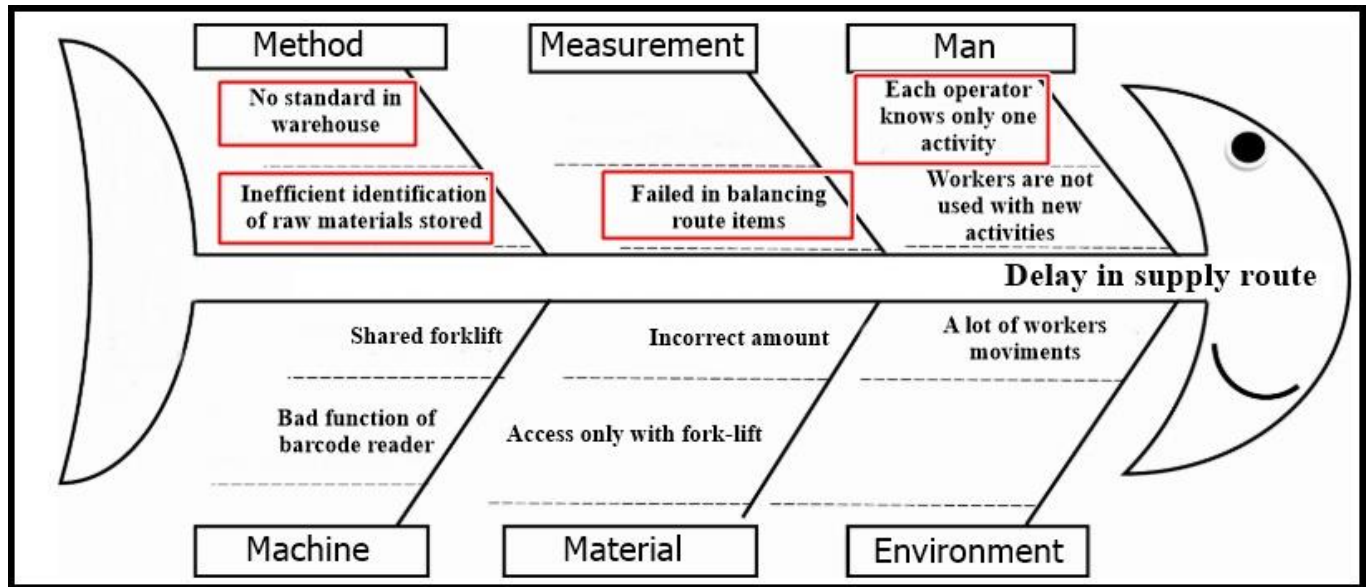 Method
Measurement
Man
No standard in
warehouse
Each operator
knows only one
activity
Inefficient identification
of raw materials stored
Failed in balancing
route items
Workers are not
used with new
activities
Delay in supply route
Shared forklift
Incorrect amount
A lot of workers
moviments
Bad function of
barcode reader
Access only with fork-lift
Machine
Material
Environment